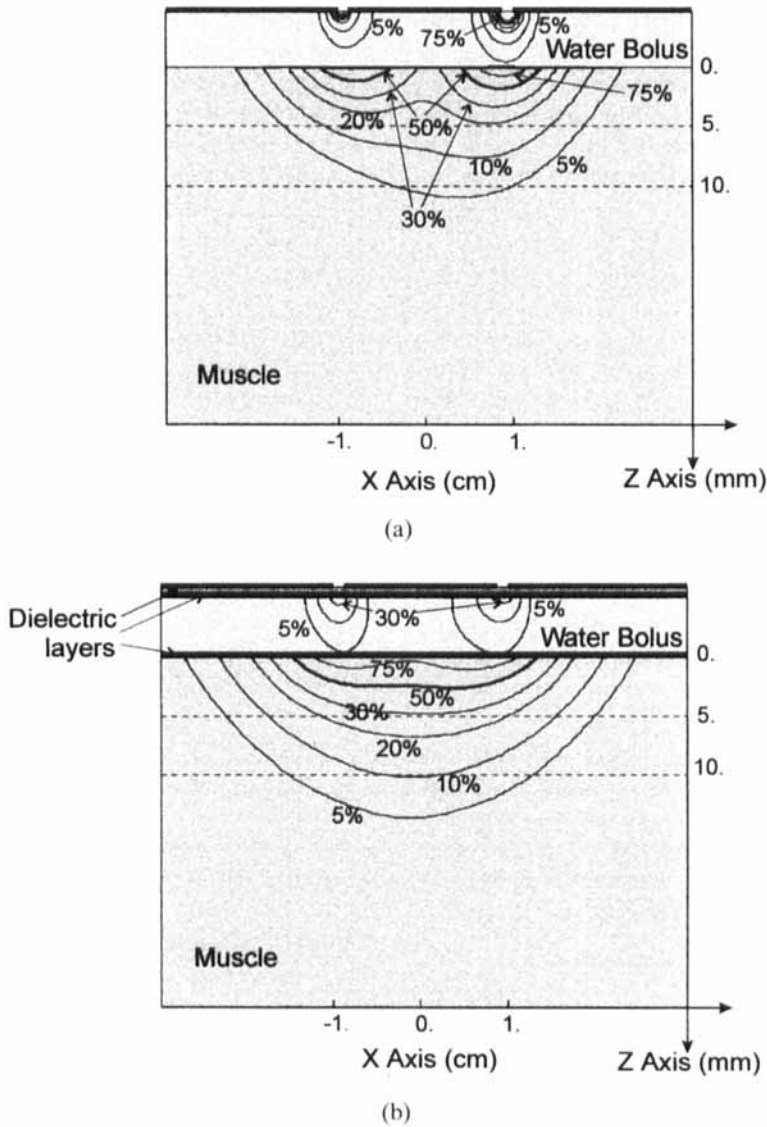 5%
75%
5%
Water Bolus
0.
75%
50%
20%
5.
10%
5%
10.
30%
Muscle
-1.
0.
1.
X Axis (cm)
Z Axis (mm)
(a)
Dielectric
layers
30%
5%
5%
Water Bolus
0.
75%
50%
30%
5.
20%
10.
10%
5%
Muscle
-1.
0.
1.
X Axis (cm)
Z Axis (mm)
(b)